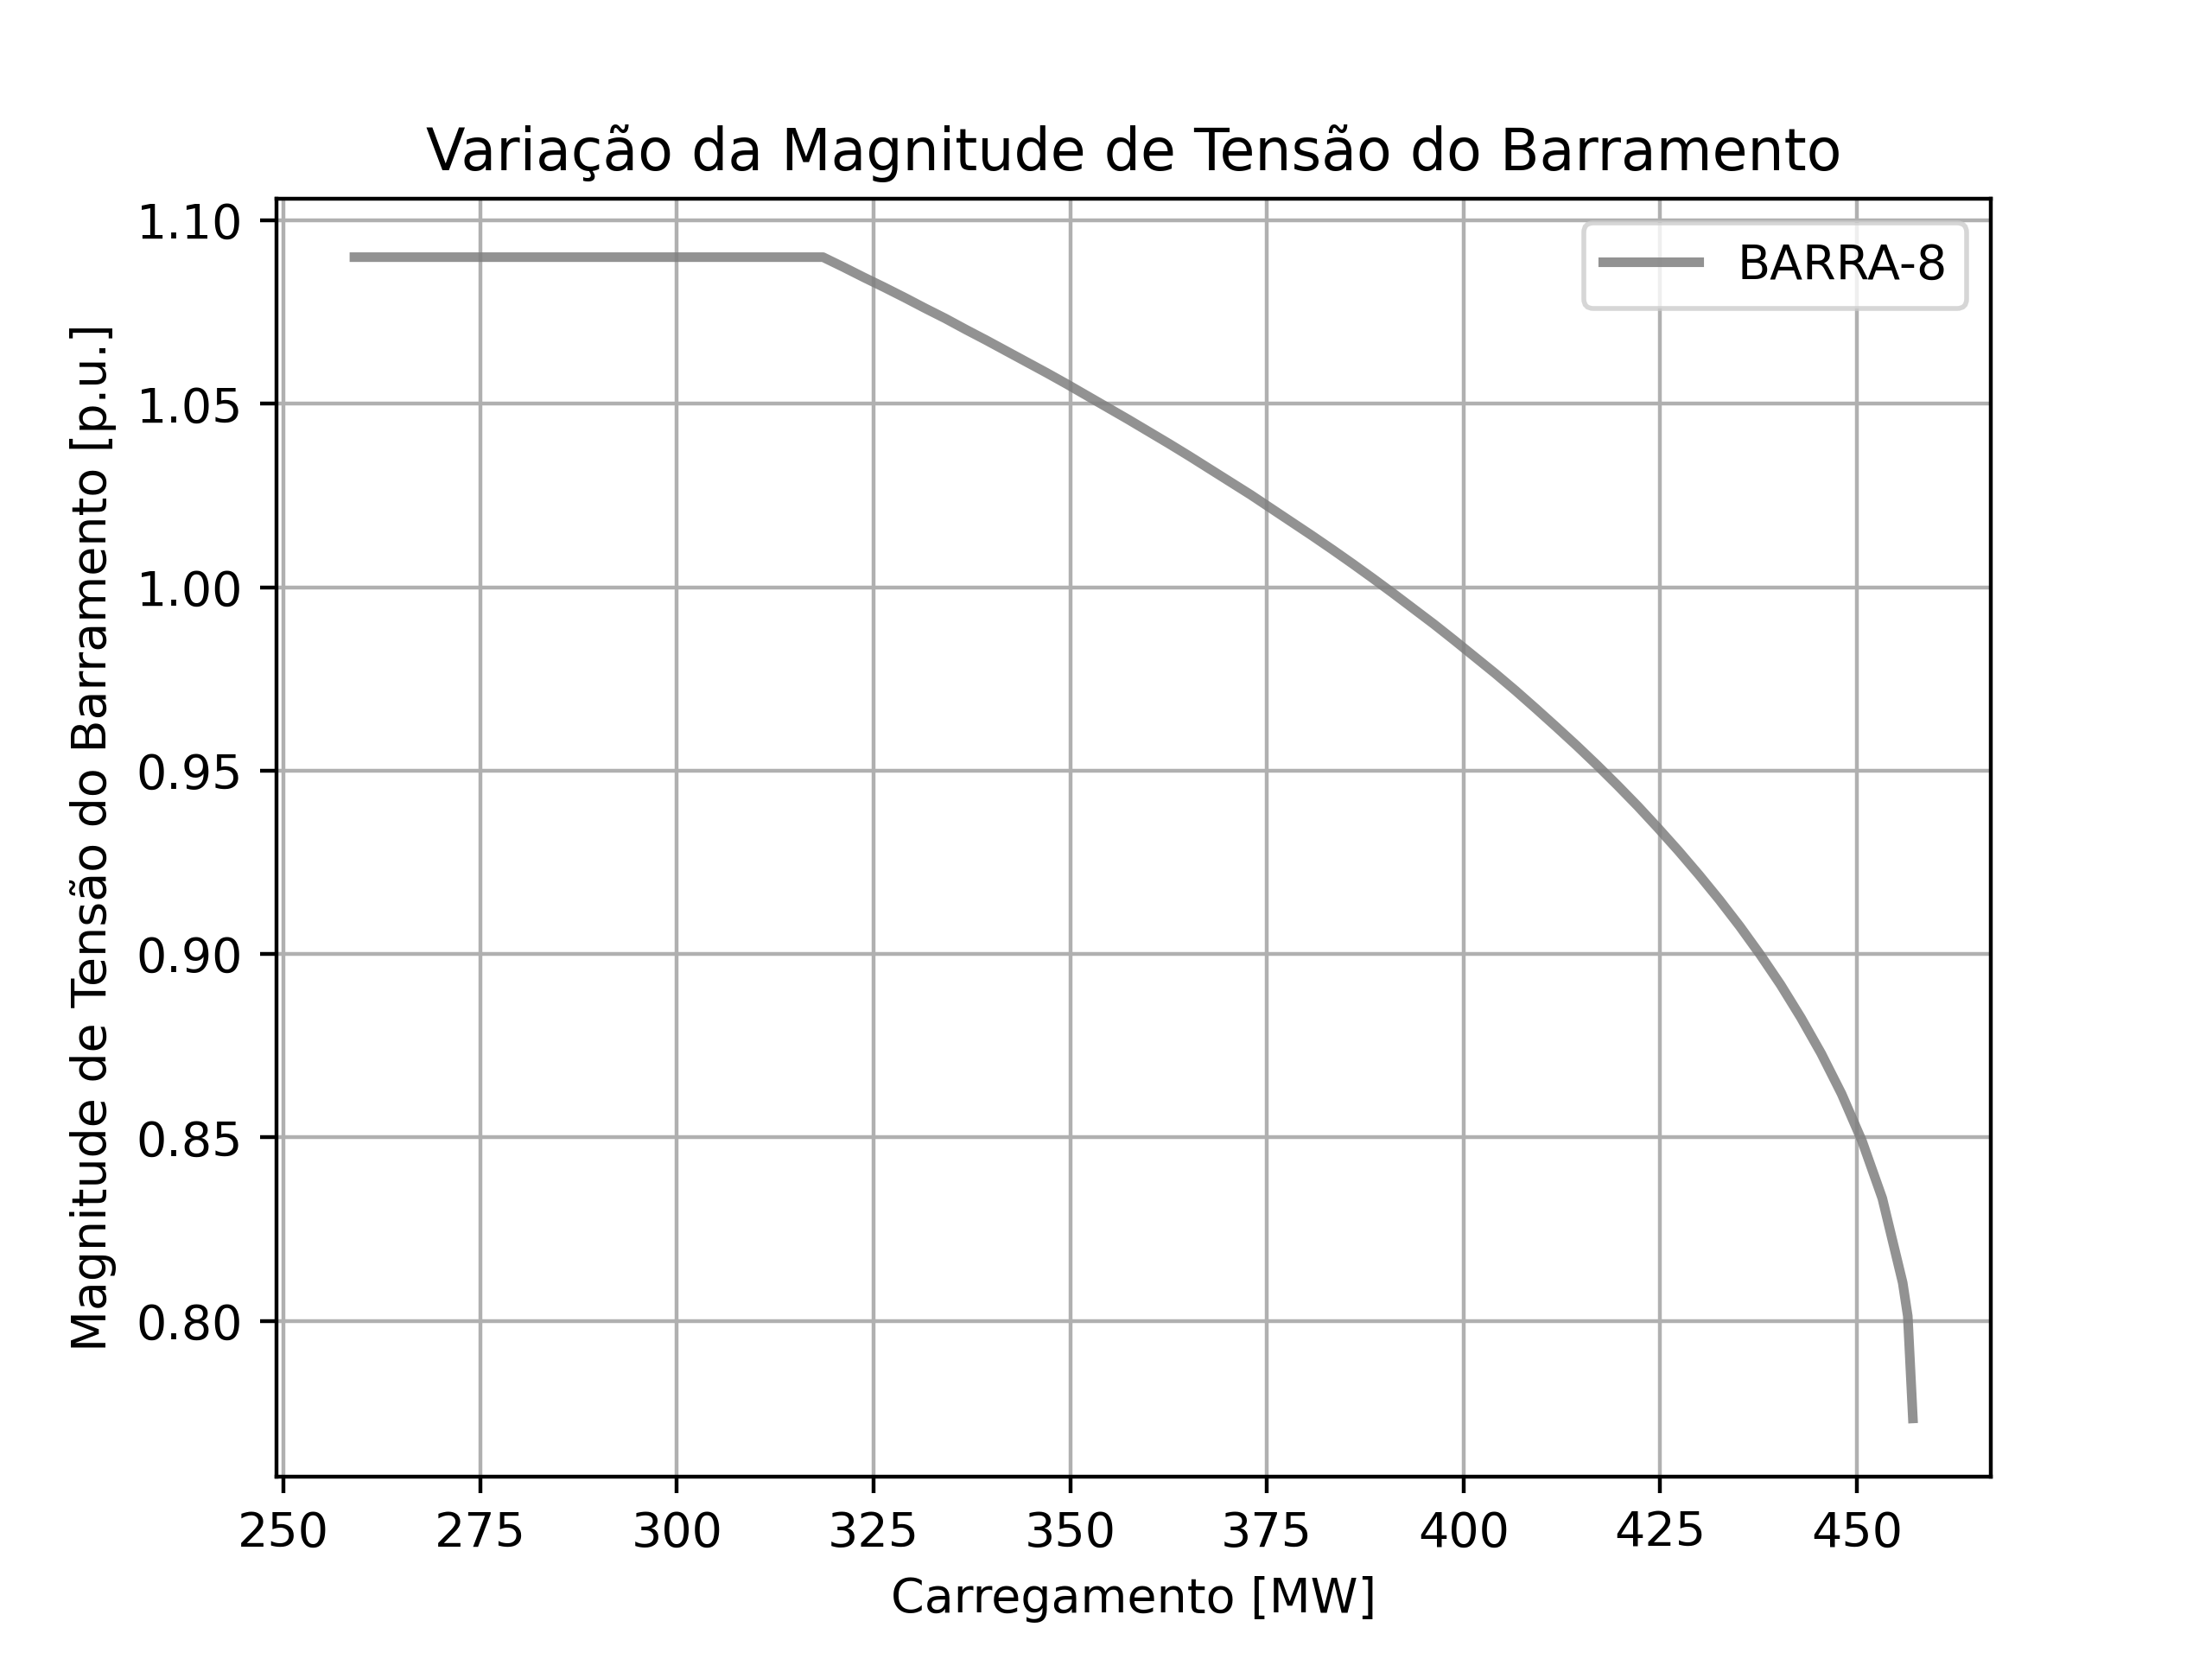 Variação da Magnitude de Tensão do Barramento
BARRA-8
Magnitude de Tensão do Barramento [p.u.]
1.10
1.05
1.00
0.95
0.90
0.85
0.80
250 275 300 325 350 375 400 425 450
Carregamento [MW]